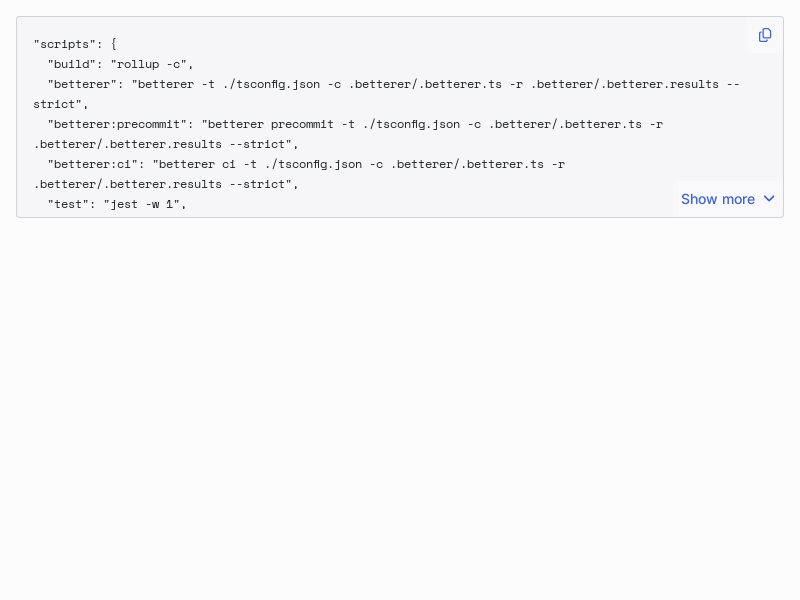 "scripts": {
"build": "rollup -c",
"betterer": "betterer -t ./tsconfig.json -c .betterer/.betterer.ts -r .betterer/.betterer.results --
strict",
"betterer:precommit": "betterer precommit -t ./tsconfig.json -c .betterer/.betterer.ts -r
.betterer/.betterer.results --strict",
"betterer:ci": "betterer ci -t ./tsconfig.json -c .betterer/.betterer.ts -r
.betterer/.betterer.results --strict",
"test": "jest -w 1",
Show more